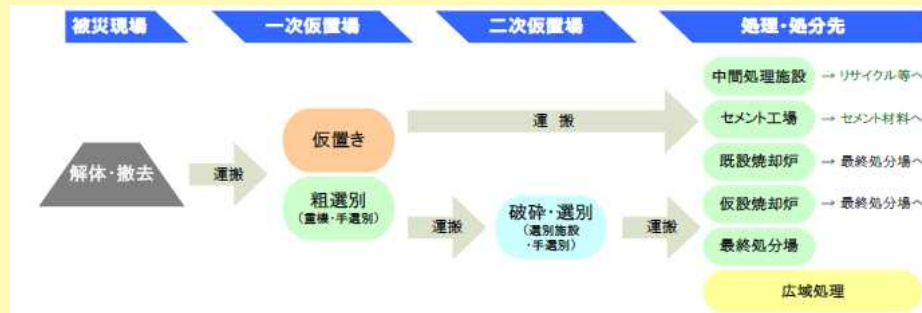 被災現場
一次仮置場
二次仮置場
処理・処分先
解体・撤去
運搬
仮置き
粗選別
(重機・手選別)
運 搬
運搬
破砕・選別
(選別施設
・手選別)
運搬
中間処理施設 → リサイクル等へ
セメント工場 → セメント材料へ
既設焼却炉 → 最終処分場へ
仮設焼却炉 → 最終処分場へ
最終処分場
広域処理